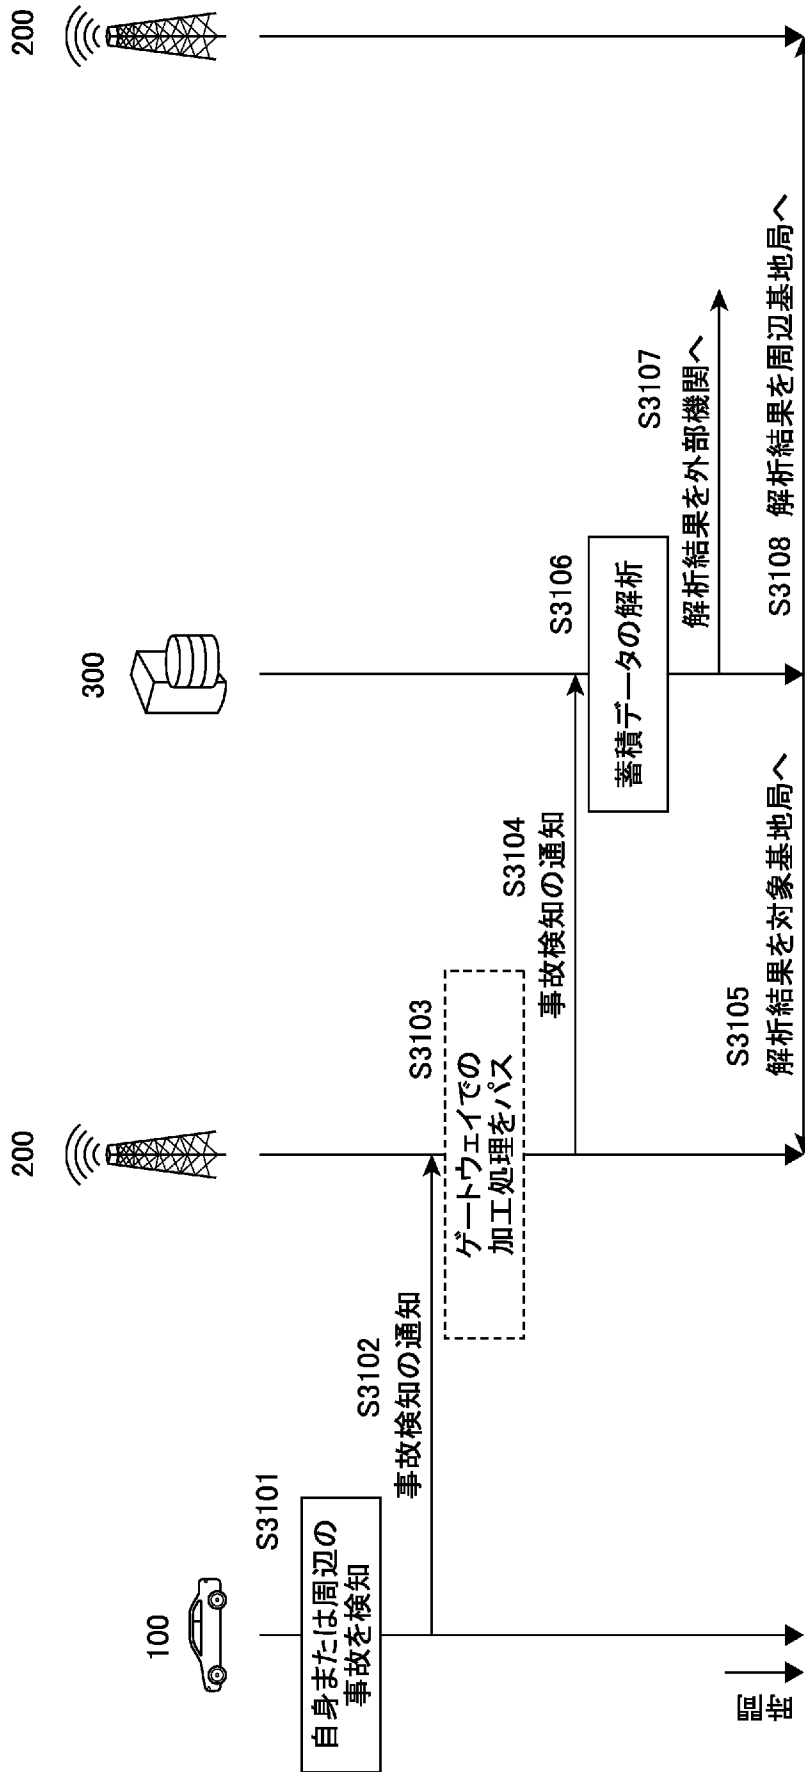 100
200
300
200
S3101
自身または周辺の
事故を検知
S3102
事故検知の通知
S3103
ゲートウェイでの
加工処理をパス
S3104
事故検知の通知
S3106
蓄積データの解析
S3107
解析結果を外部機関へ
S3105
解析結果を対象基地局へ
S3108 解析結果を周辺基地局へ
時間